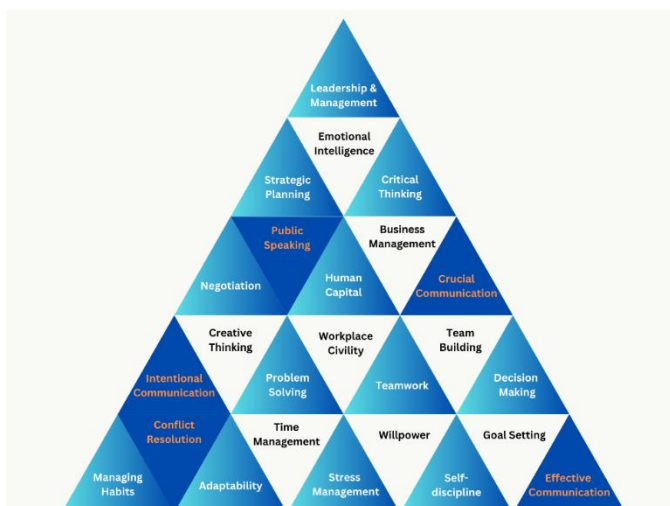 Leadership &
Management
Emotional
Intelligence
Strategic
Planning
Critical
Thinking
Public
Speaking
Business
Management
Negotiation
Human
Capital
Crucial
Communication
Creative
Thinking
Workplace
Civility
Team
Building
Intentional
Communication
Problem
Solving
Teamwork
Decision
Making
Conflict
Resolution
Time
Management
Willpower
Goal Setting
Managing
Habits
Adaptability
Stress
Management
Self-
discipline
Effective
Communication